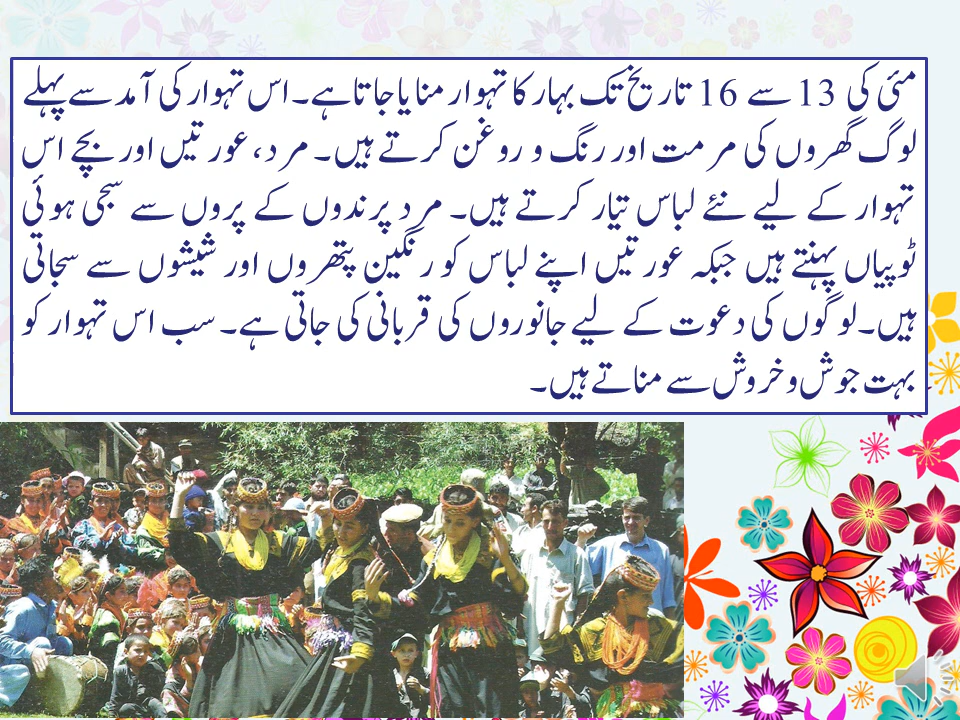 مئی کی 13 سے 16 تاریخ تک بہار کا تہوار منایا جاتا ہے۔ اس تہوار کی آمد سے پہلے
لوگ گھروں کی مرمت اور رنگ و روغن کرتے ہیں۔ مرد، عورتیں اور بچے اس
تہوار کے لیے نئے لباس تیار کرتے ہیں۔ مرد پرندوں کے پروں سے سجی ہوئی
ٹوپیاں پہنتے ہیں جبکہ عورتیں اپنے لباس کو رنگین پتھروں اور شیشوں سے سجاتی
ہیں۔ لوگوں کی دعوت کے لیے جانوروں کی قربانی کی جاتی ہے۔ سب اس تہوار کو
بہت جوش و خروش سے مناتے ہیں۔